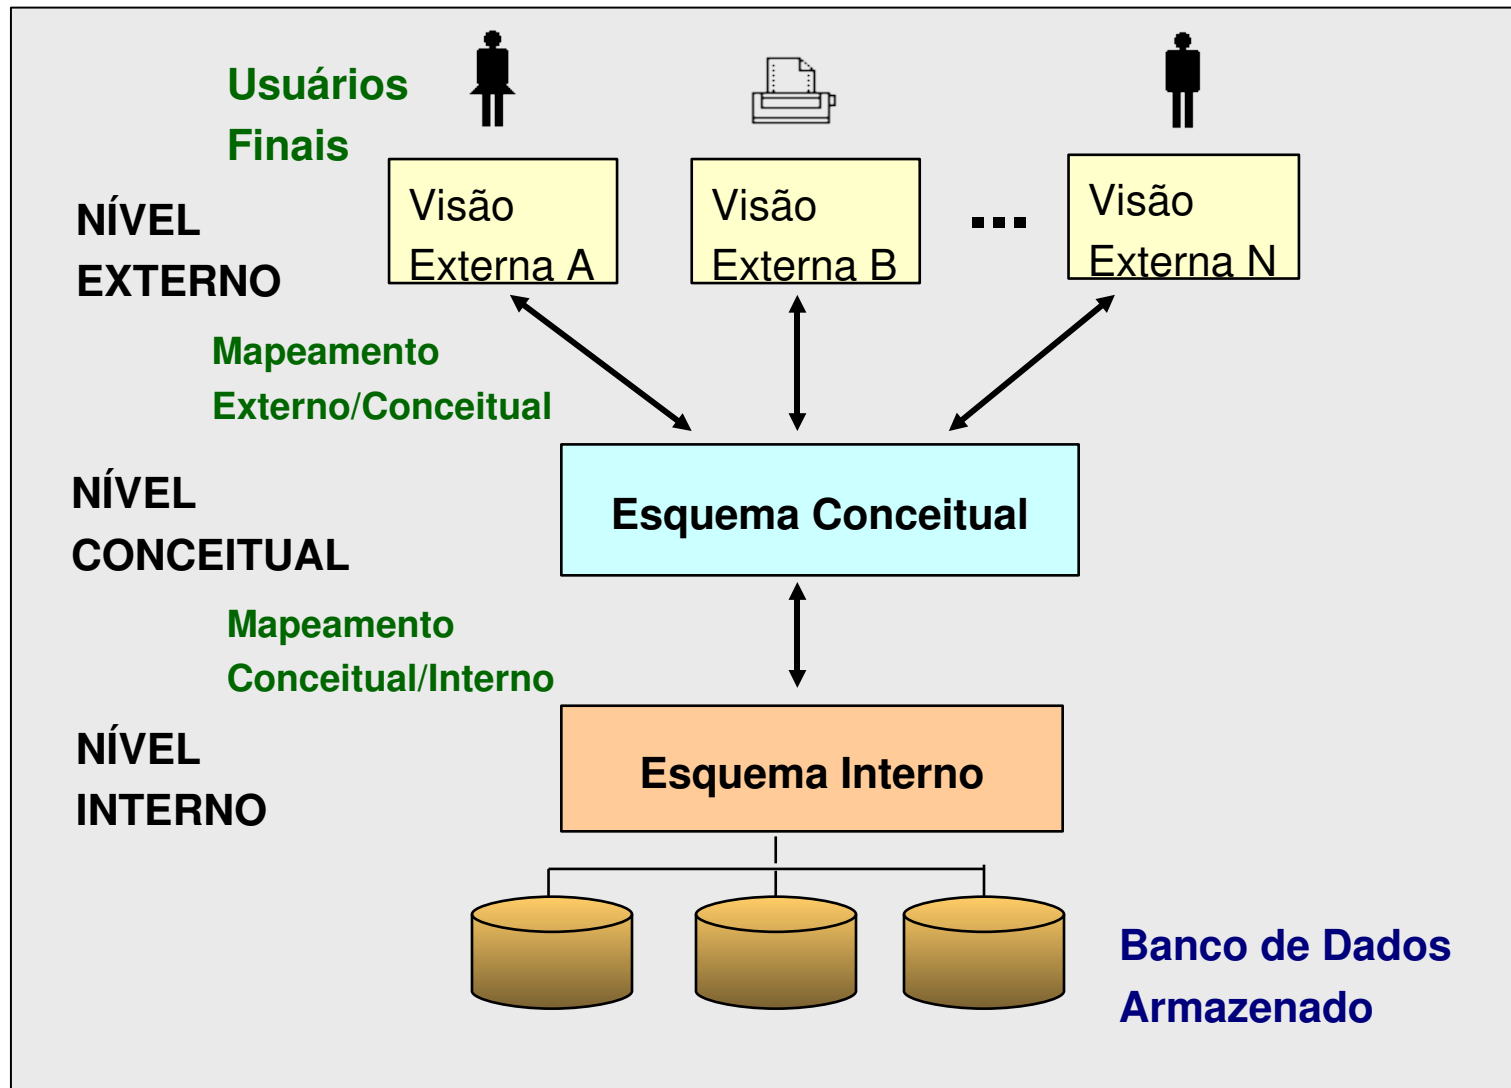 Usuários
Finais
NÍVEL
EXTERNO
Visão
Externa A
Visão
Externa B
...
Visão
Externa N
Mapeamento
Externo/Conceitual
NÍVEL
CONCEITUAL
Esquema Conceitual
Mapeamento
Conceitual/Interno
NÍVEL
INTERNO
Esquema Interno
Banco de Dados
Armazenado